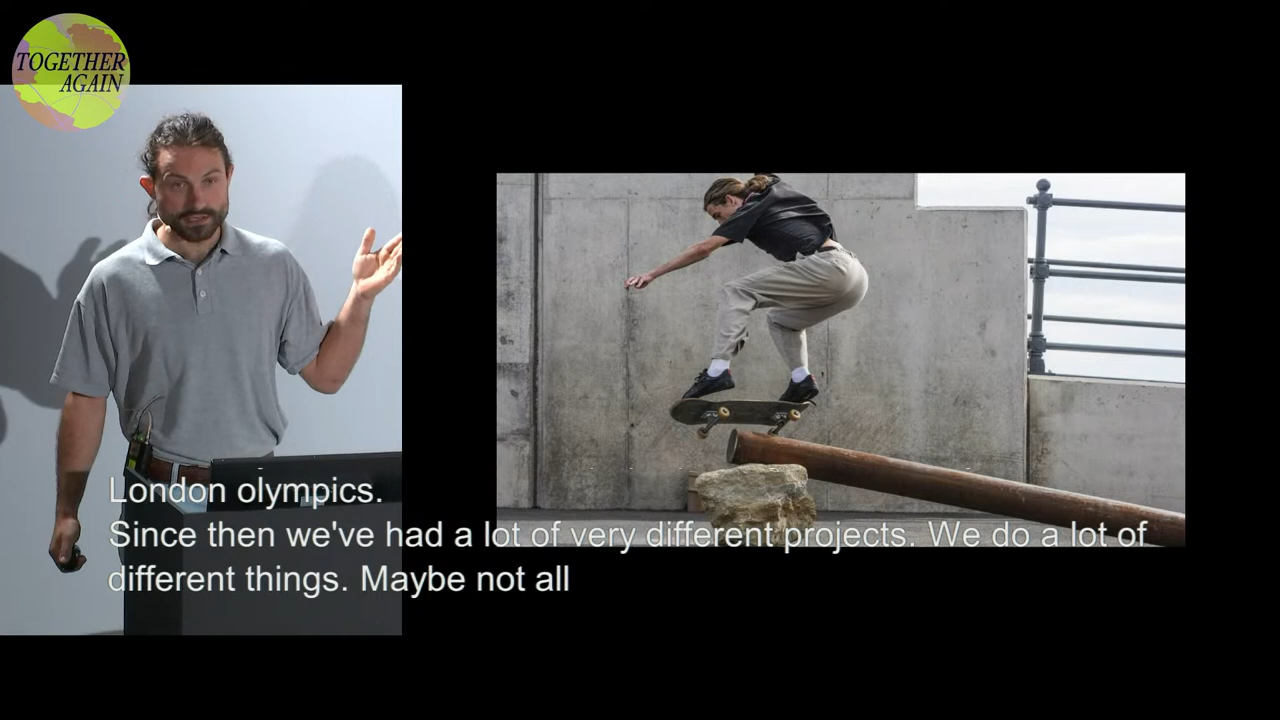 TOGETHER
AGAIN
London olympics.
Since then we've had a lot of very different projects. We do a lot of
different things. Maybe not all